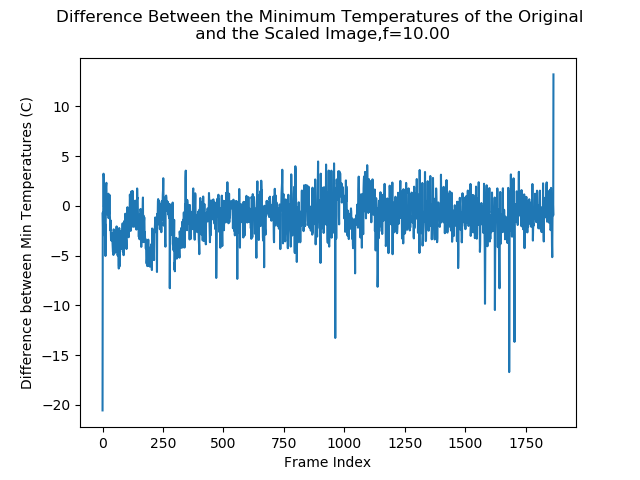 Difference Between the Minimum Temperatures of the Original
and the Scaled Image,f=10.00
Difference between Min Temperatures (C)
10
5
0
−5
−10
−15
−20
0 250 500 750 1000 1250 1500 1750
Frame Index